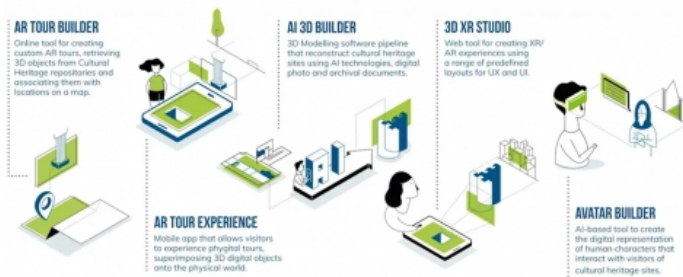 AR TOUR BUILDER
Online tool for creating
custom AR tours, retrieving
3D objects from Cultural
Heritage repositories and
associating them with
locations on a map.
AI 3D BUILDER
3D Modelling software pipeline
that reconstruct cultural heritage
sites using AI technologies, digital
photo and archival documents.
3D XR STUDIO
Web tool for creating XR/
AR experiences using
a range of predefined
layouts for UX and UI.
AR TOUR EXPERIENCE
Mobile app that allows visitors
to experience phygital tours,
superimposing 3D digital objects
onto the physical world.
AVATAR BUILDER
AI-based tool to create
the digital representation
of human characters that
interact with visitors of
cultural heritage sites.